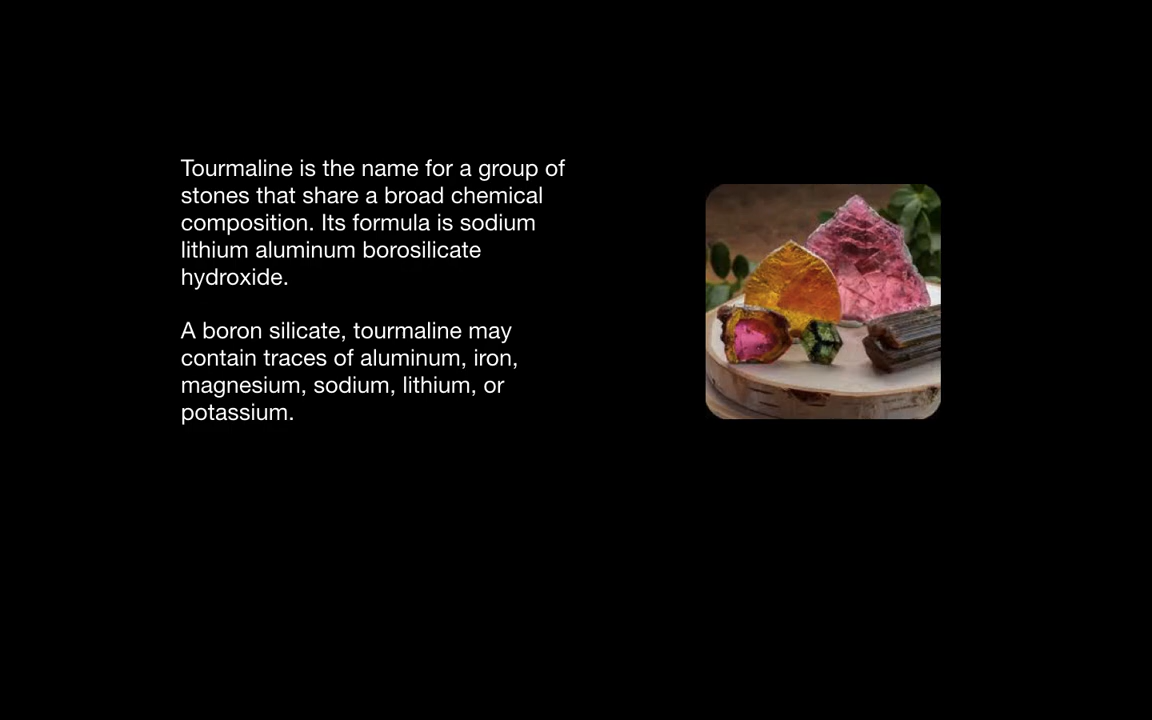 Tourmaline is the name for a group of
stones that share a broad chemical
composition. Its formula is sodium
lithium aluminum borosilicate
hydroxide.
A boron silicate, tourmaline may
contain traces of aluminum, iron,
magnesium, sodium, lithium, or
potassium.